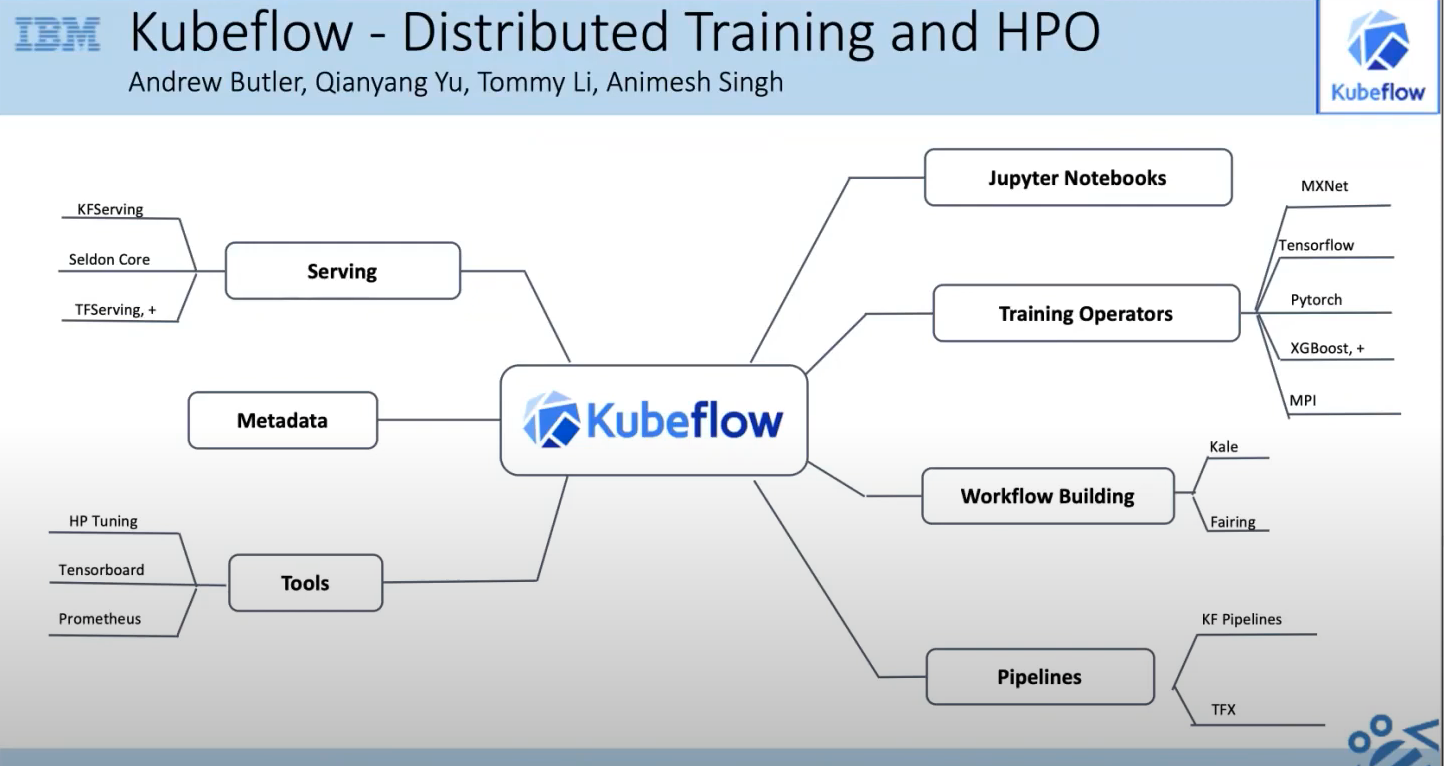 IBM
Kubeflow - Distributed Training and HPO
Andrew Butler, Qianyang Yu, Tommy Li, Animesh Singh
Kubeflow
KFServing
Seldon Core
TFServing, +
Serving
Metadata
HP Tuning
Tensorboard
Prometheus
Tools
Kubeflow
Jupyter Notebooks
Training Operators
MXNet
Tensorflow
Pytorch
XGBoost, +
MPI
Workflow Building
Kale
Fairing
Pipelines
KF Pipelines
TFX